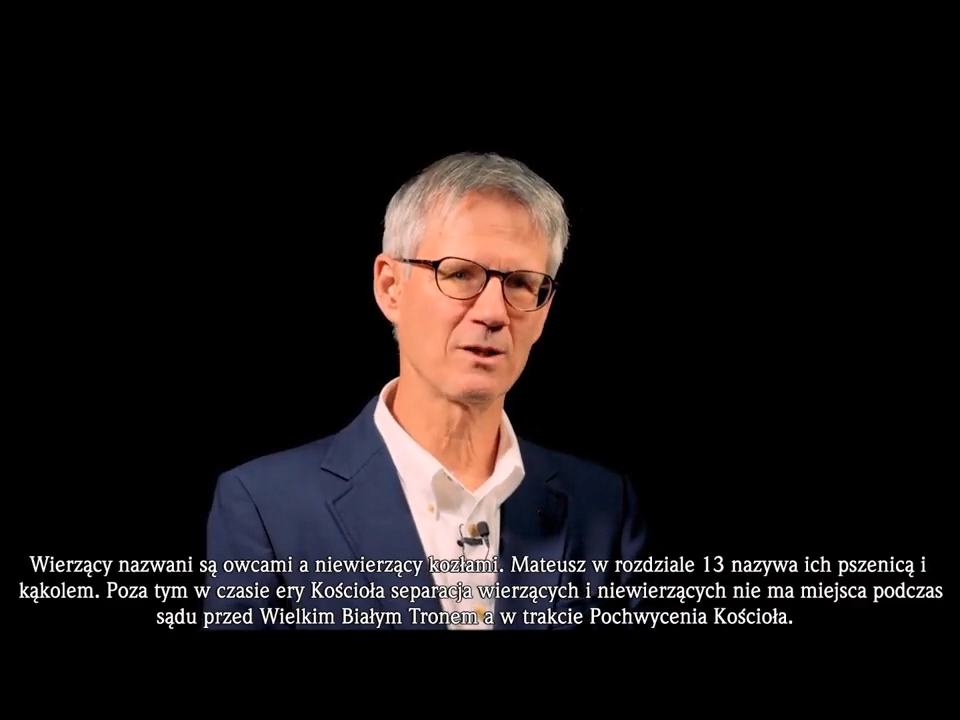 Wierzący nazwani są owcami a niewierzący kozłami. Mateusz w rozdziale 13 nazywa ich pszenicą i
kąkolem. Poza tym w czasie ery Kościoła separacja wierzących i niewierzących nie ma miejsca podczas
sądu przed Wielkim Białym Tronem a w trakcie Pochwycenia Kościoła.